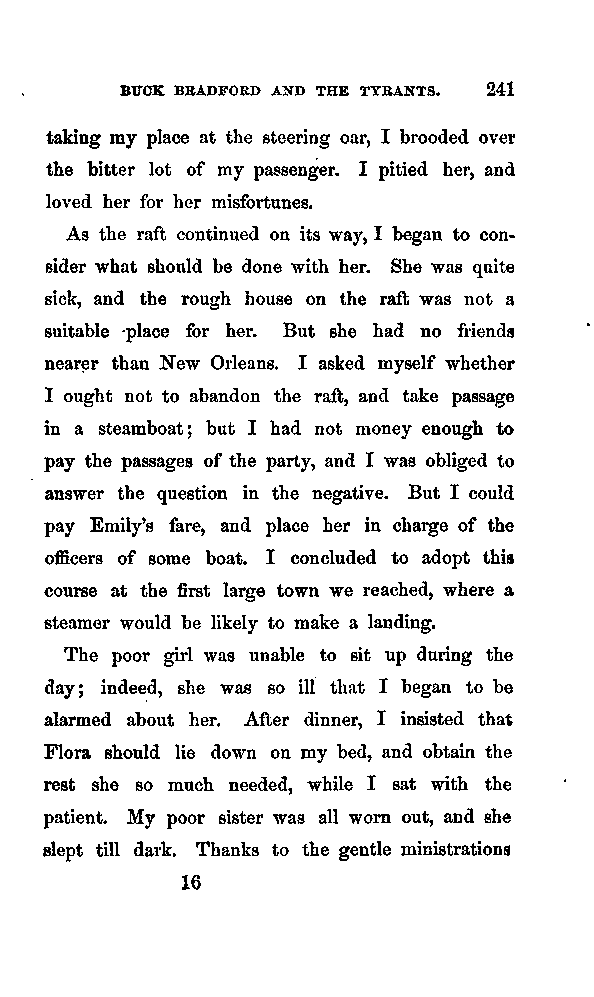 BUCK BRADFORD AND THE TYRANTS. 241
taking my place at the steering oar, I brooded over
the bitter lot of my passenger. I pitied her, and
loved her for her misfortunes.
As the raft continued on its way, I began to con-
sider what should be done with her. She was quite
sick, and the rough house on the raft was not a
suitable place for her. But she had no friends
nearer than New Orleans. I asked myself whether
I ought not to abandon the raft, and take passage
in a steamboat; but I had not money enough to
pay the passages of the party, and I was obliged to
answer the question in the negative. But I could
pay Emily's fare, and place her in charge of the
officers of some boat. I concluded to adopt this
course at the first large town we reached, where a
steamer would be likely to make a landing.
The poor girl was unable to sit up during the
day; indeed, she was so ill that I began to be
alarmed about her. After dinner, I insisted that
Flora should lie down on my bed, and obtain the
rest she so much needed, while I sat with the
patient. My poor sister was all worn out, and she
slept till dark. Thanks to the gentle ministrations
16